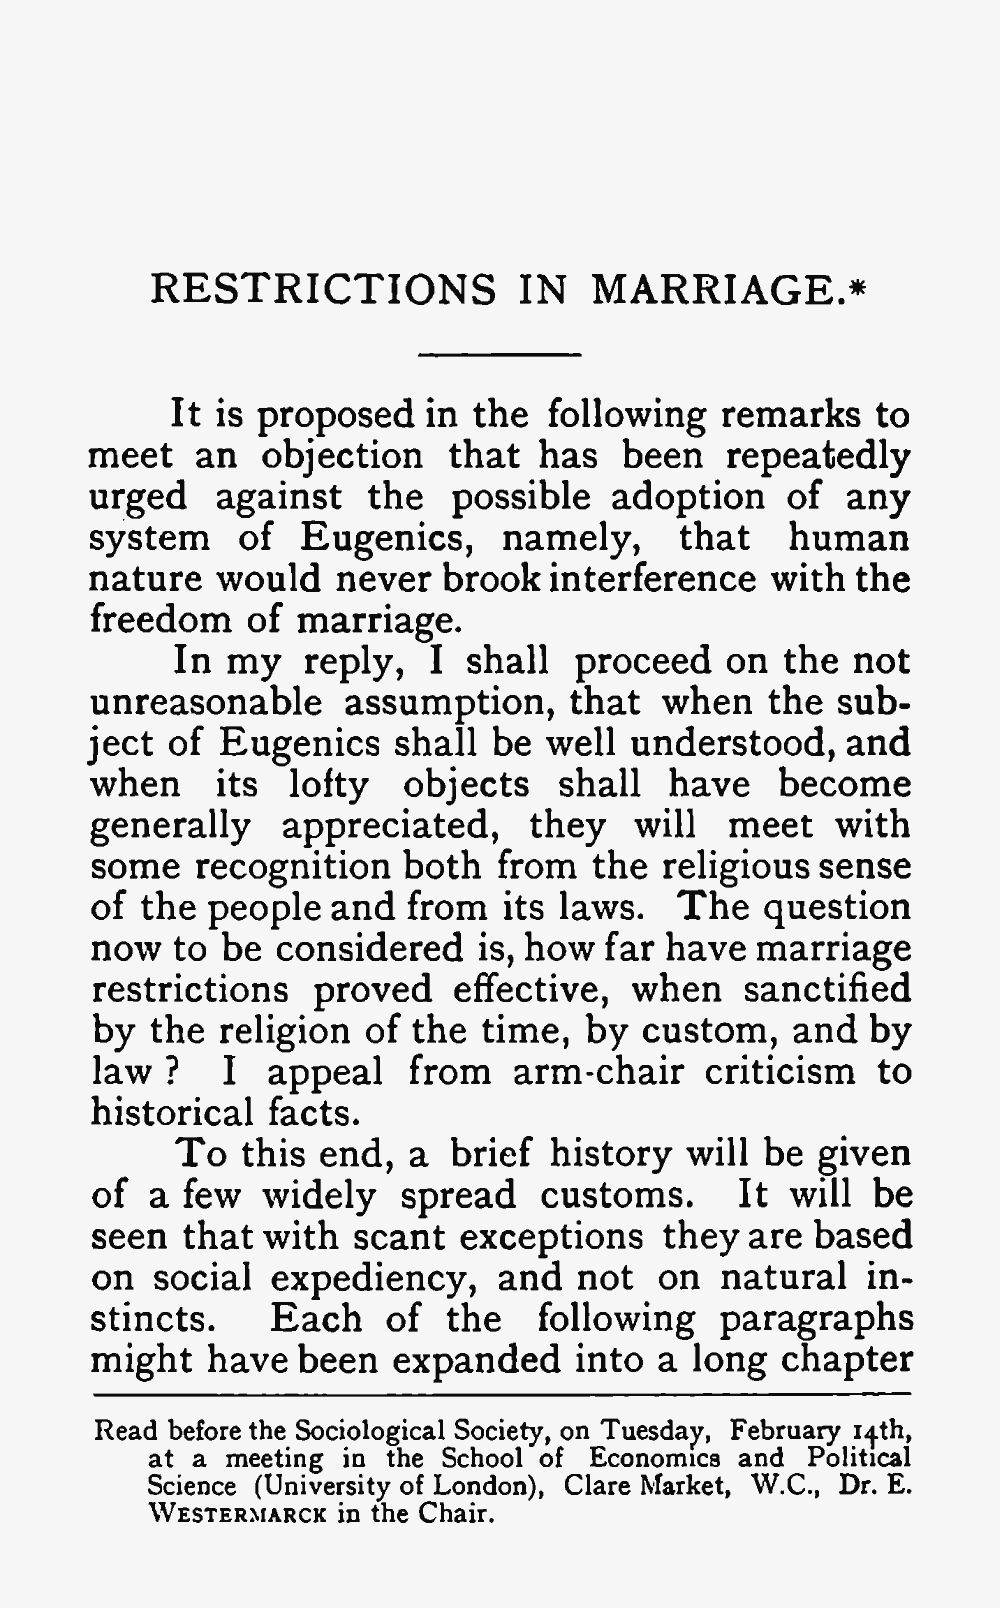 RESTRICTIONS IN MARRIAGE.*
It is proposed in the following remarks to
meet an objection that has been repeatedly
urged against the possible adoption of any
system of Eugenics, namely, that human
nature would never brook interference with the
freedom of marriage.
In my reply, I shall proceed on the not
unreasonable assumption, that when the sub-
ject of Eugenics shall be well understood, and
when its lofty objects shall have become
generally appreciated, they will meet with
some recognition both from the religious sense
of the people and from its laws. The question
now to be considered is, how far have marriage
restrictions proved effective, when sanctified
by the religion of the time, by custom, and by
law ? I appeal from arm-chair criticism to
historical facts.
To this end, a brief history will be given
of a few widely spread customs. It will be
seen that with scant exceptions they are based
on social expediency, and not on natural in-
stincts. Each of the following paragraphs
might have been expanded into a long chapter
Read before the Sociological Society, on Tuesday, February 14th,
at a meeting in the School of Economics and Political
Science (University of London), Clare Market, W.C., Dr. E.
WESTERMARCK in the Chair.